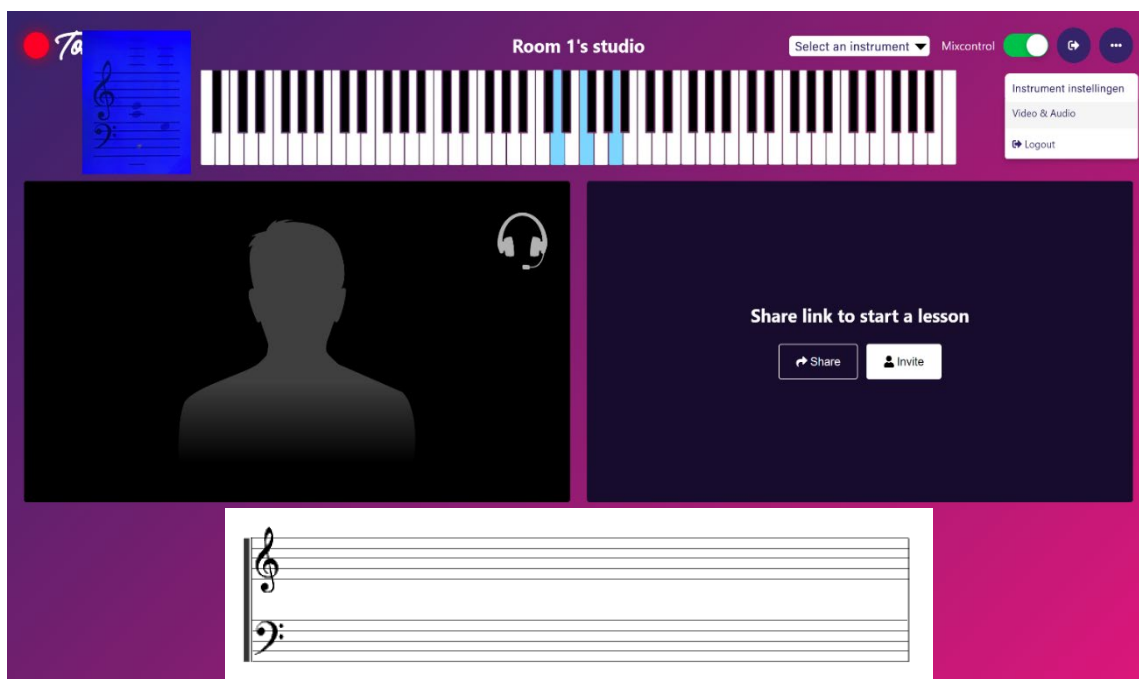 Room 1's studio
Select an instrument
Mixcontrol
Instrument instellingen
Video & Audio
Logout
Share link to start a lesson
Share
Invite